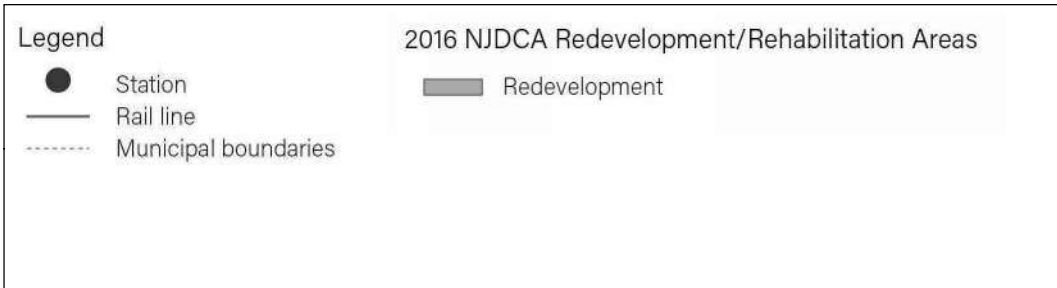 Legend
Station
Rail line
Municipal boundaries
2016 NJDCA Redevelopment/Rehabilitation Areas
Redevelopment